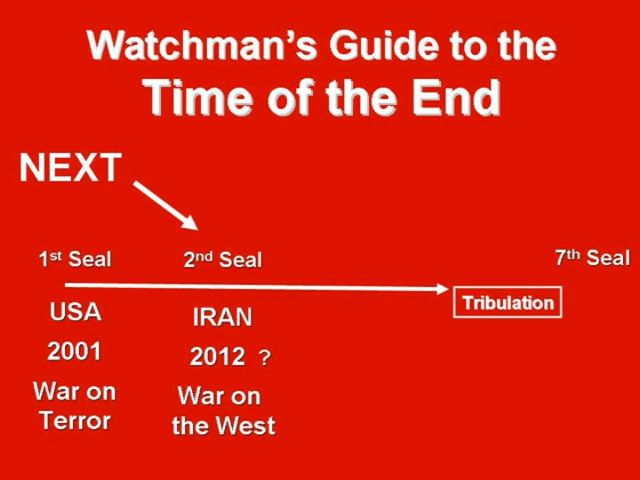 Watchman's Guide to the
Time of the End
NEXT
1st Seal
2nd Seal
7th Seal
Tribulation
USA
2001
War on
Terror
IRAN
2012 ?
War on
the West